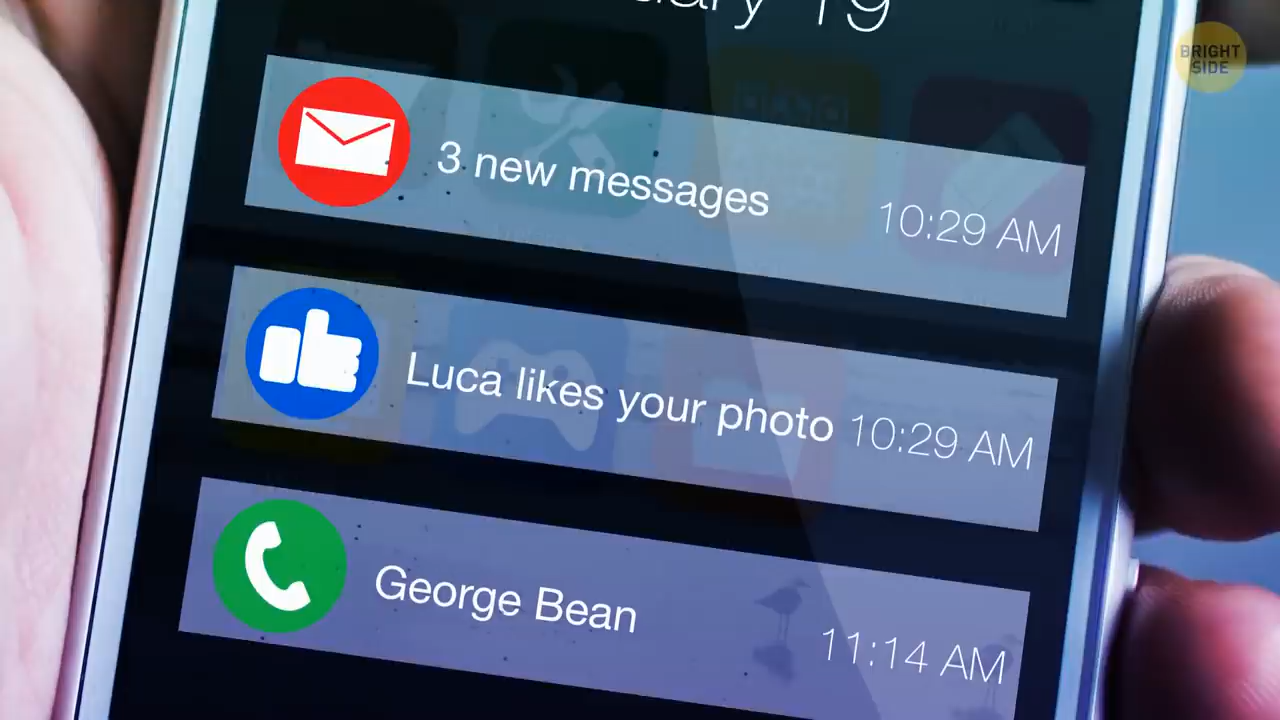 19
BRIGHT
SIDE
3 new messages
10:29 AM
Luca likes your photo 10:29 AM
George Bean
11:14 AM